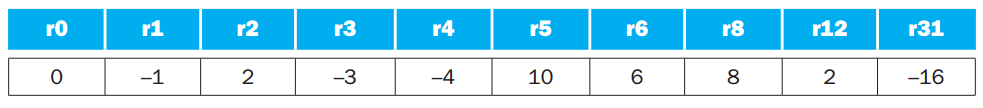 r0 r1 r2 r3 r4 r5 r6 r8 r12 r31
0 –1 2 –3 –4 10 6 8 2 –16